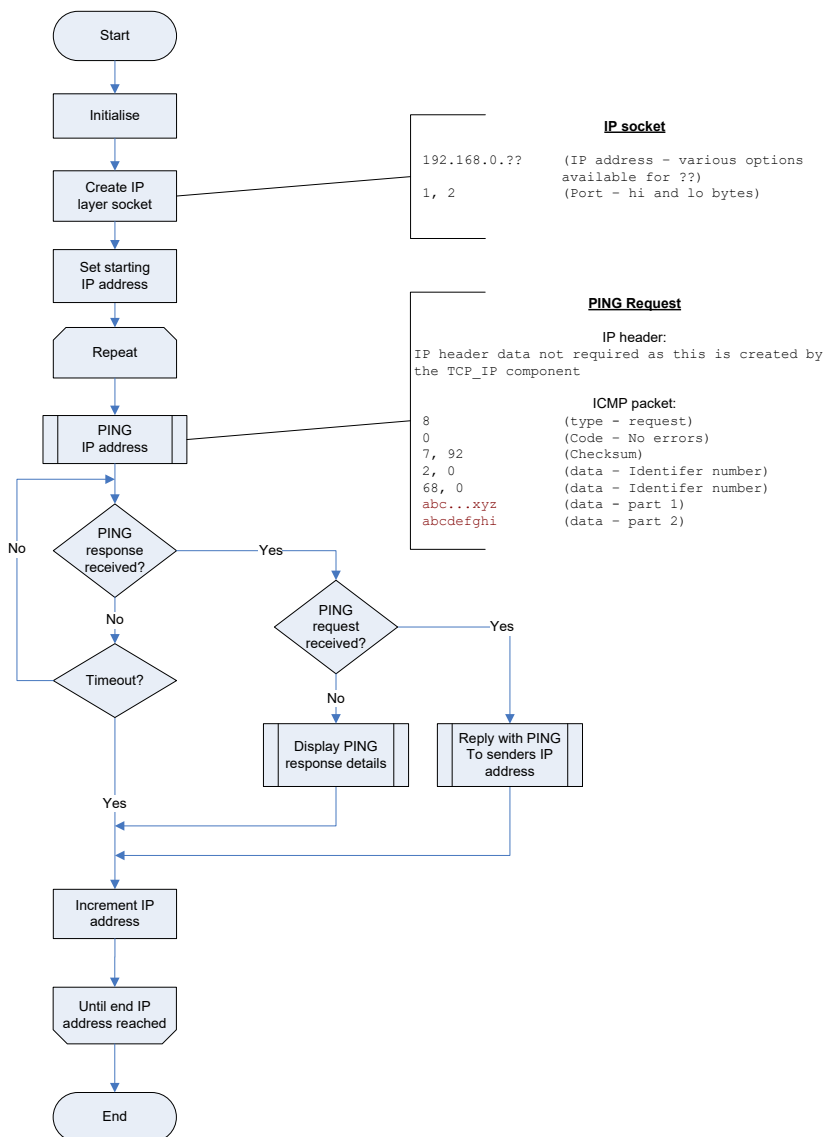 Start
Initialise
Create IP
layer socket
IP socket
192.168.0.?? (IP address – various options
available for ??)
1, 2 (Port – hi and lo bytes)
Set starting
IP address
Repeat
PING
IP address
PING Request
IP header:
IP header data not required as this is created by
the TCP_IP component
ICMP packet:
8 (type – request)
0 (Code – No errors)
7, 92 (Checksum)
2, 0 (data – Identifer number)
68, 0 (data – Identifer number)
abc...xyz (data – part 1)
abcdefghi (data – part 2)
PING
response
received?
No
Yes
No
Timeout?
Yes
PING
request
received?
Yes
No
Display PING
response details
Reply with PING
To senders IP
address
Increment IP
address
Until end IP
address reached
End